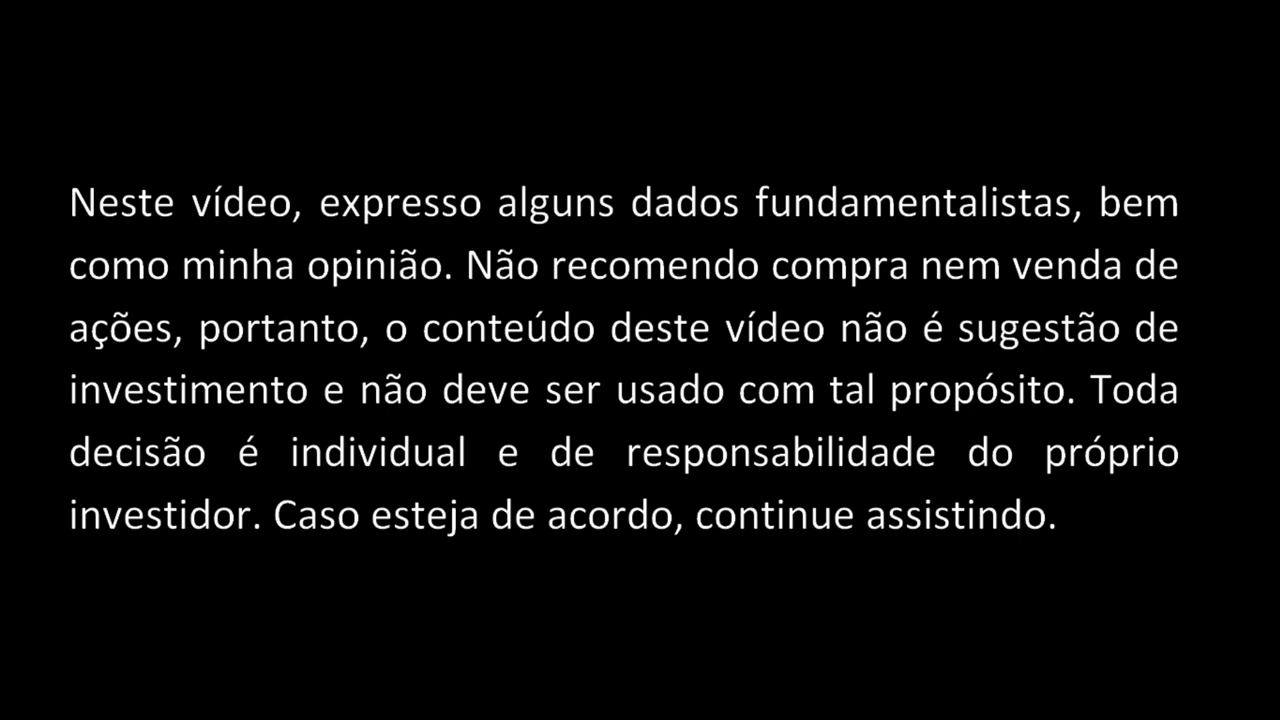 Neste vídeo, expresso alguns dados fundamentalistas, bem
como minha opinião. Não recomendo compra nem venda de
ações, portanto, o conteúdo deste vídeo não é sugestão de
investimento e não deve ser usado com tal propósito. Toda
decisão é individual e de responsabilidade do próprio
investidor. Caso esteja de acordo, continue assistindo.